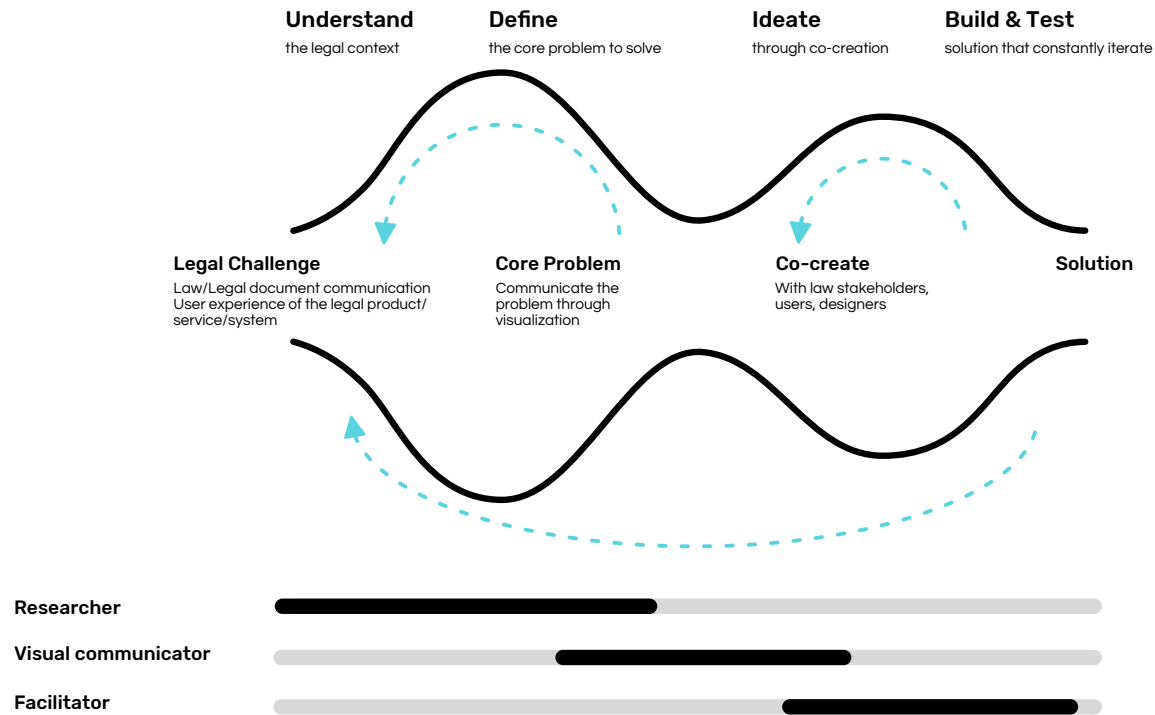 Understand
the legal context
Define
the core problem to solve
Ideate
through co-creation
Build & Test
solution that constantly iterate
Legal Challenge
Law/Legal document communication
User experience of the legal product/
service/system
Core Problem
Communicate the
problem through
visualization
Co-create
With law stakeholders,
users, designers
Solution
Researcher
Visual communicator
Facilitator